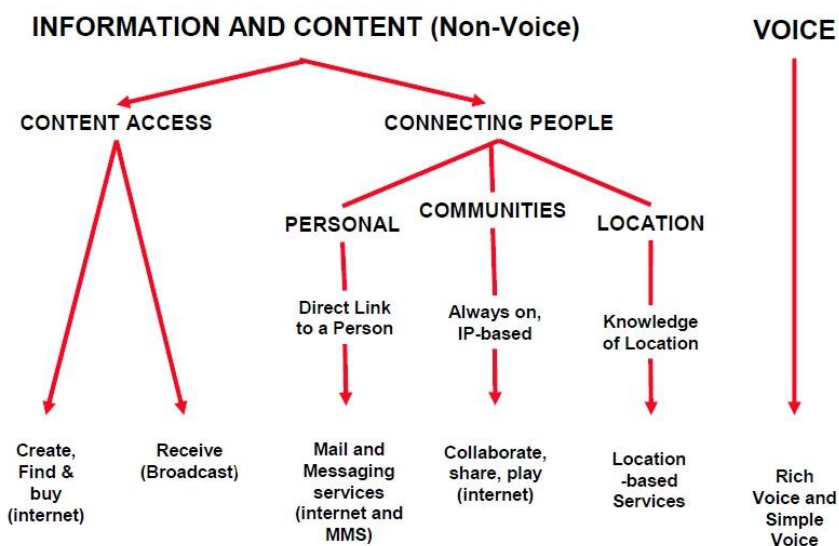 INFORMATION AND CONTENT (Non-Voice)
VOICE
CONTENT ACCESS
CONNECTING PEOPLE
PERSONAL
COMMUNITIES
LOCATION
Direct Link
to a Person
Always on,
IP-based
Knowledge
of Location
Create,
Find &
buy
(internet)
Receive
(Broadcast)
Mail and
Messaging
services
(internet and
MMS)
Collaborate,
share, play
(internet)
Location
-based
Services
Rich
Voice and
Simple
Voice